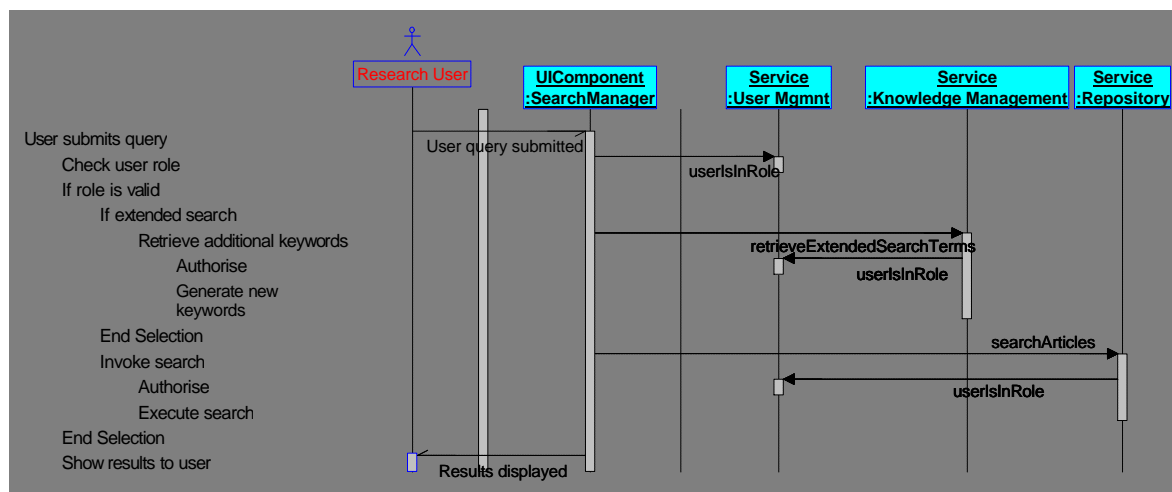 Research User
UIComponent
:SearchManager
Service
:User Mgmnt
Service
:Knowledge Management
Service
:Repository
User submits query
User query submitted
Check user role
userIsInRole
If role is valid
If extended search
Retrieve additional keywords
retrieveExtendedSearchTerms
Authorise
userIsInRole
Generate new
keywords
End Selection
searchArticles
Invoke search
Authorise
userIsInRole
Execute search
End Selection
Show results to user
Results displayed